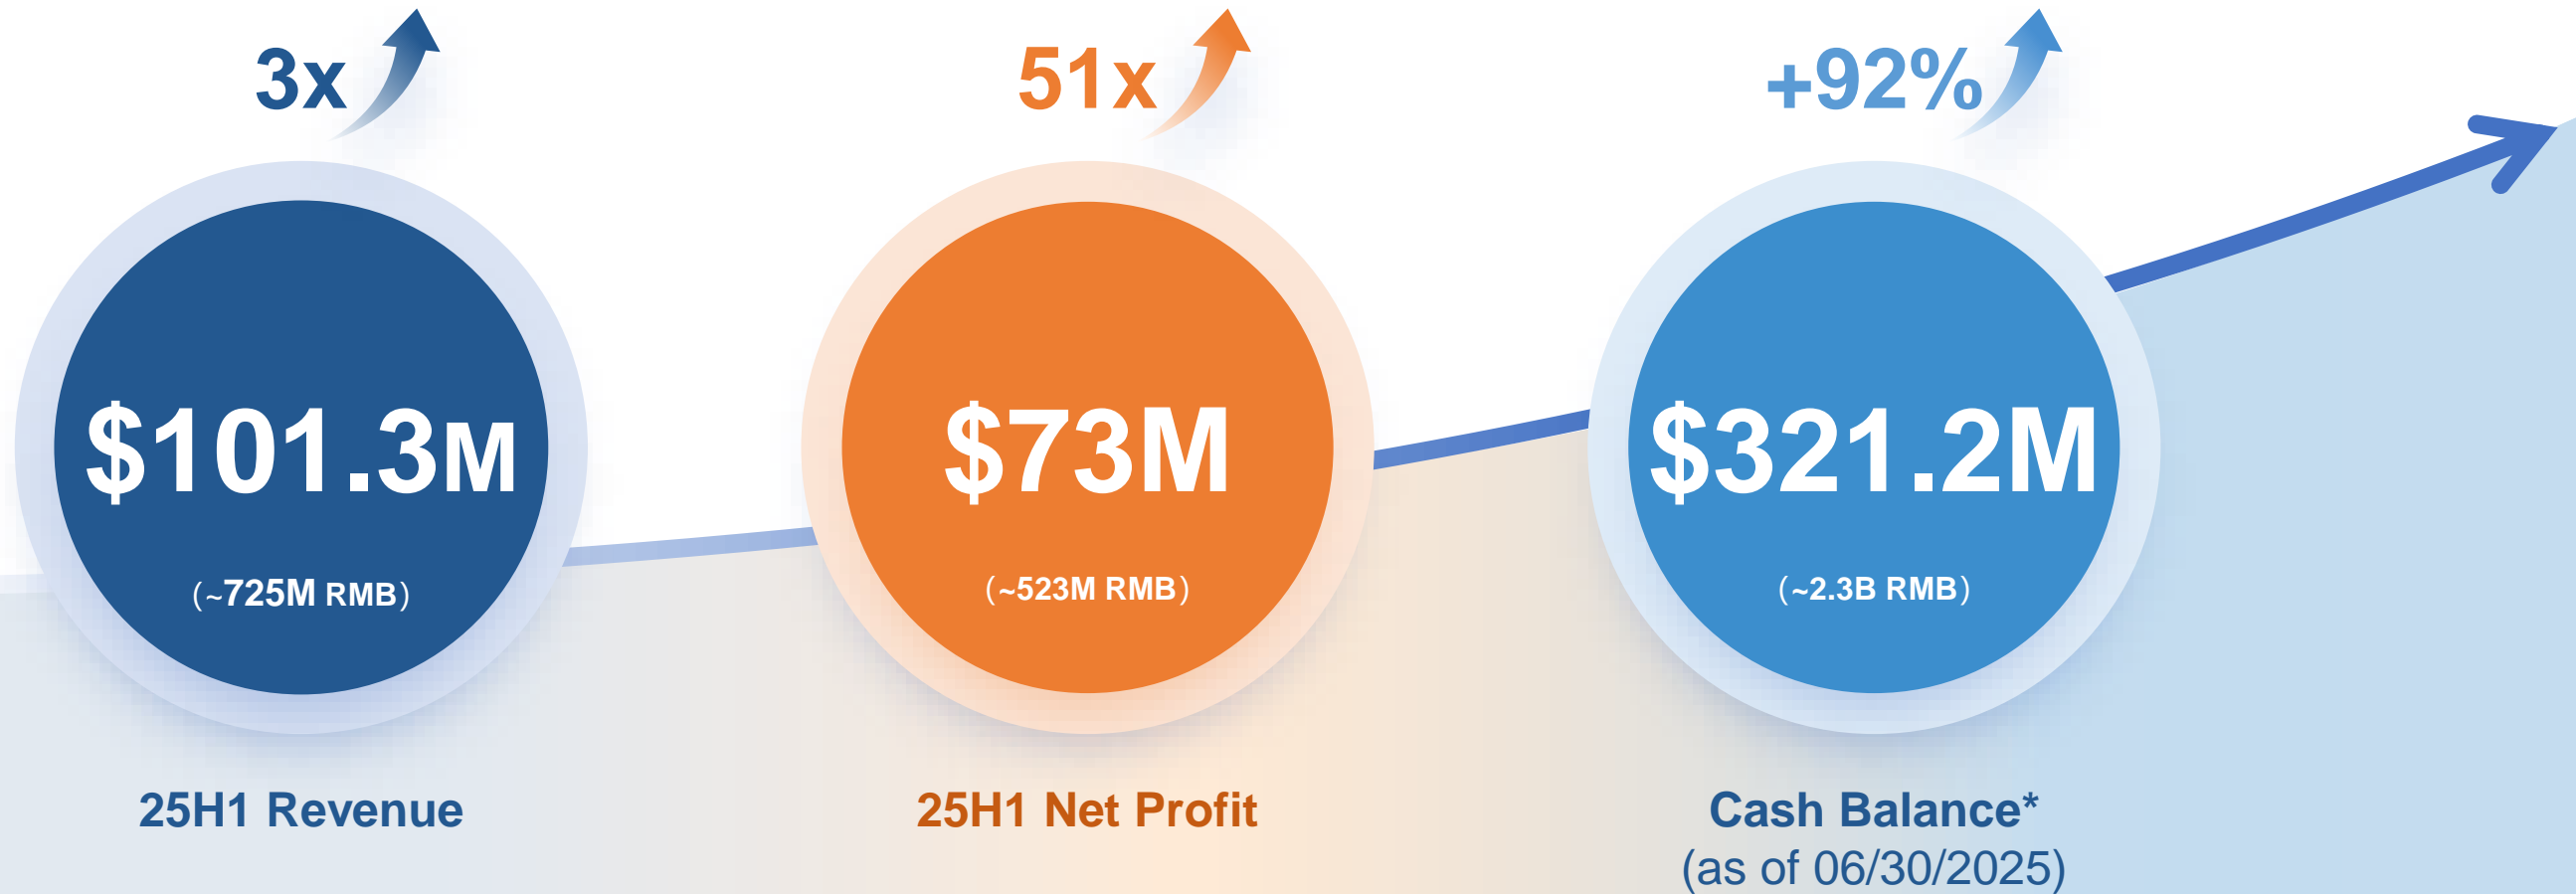 3x
51x
+92%
$101.3M
$73M
$321.2M
(~725M RMB)
(~523M RMB)
(~2.3B RMB)
25H1 Revenue
25H1 Net Profit
Cash Balance*
(as of 06/30/2025)